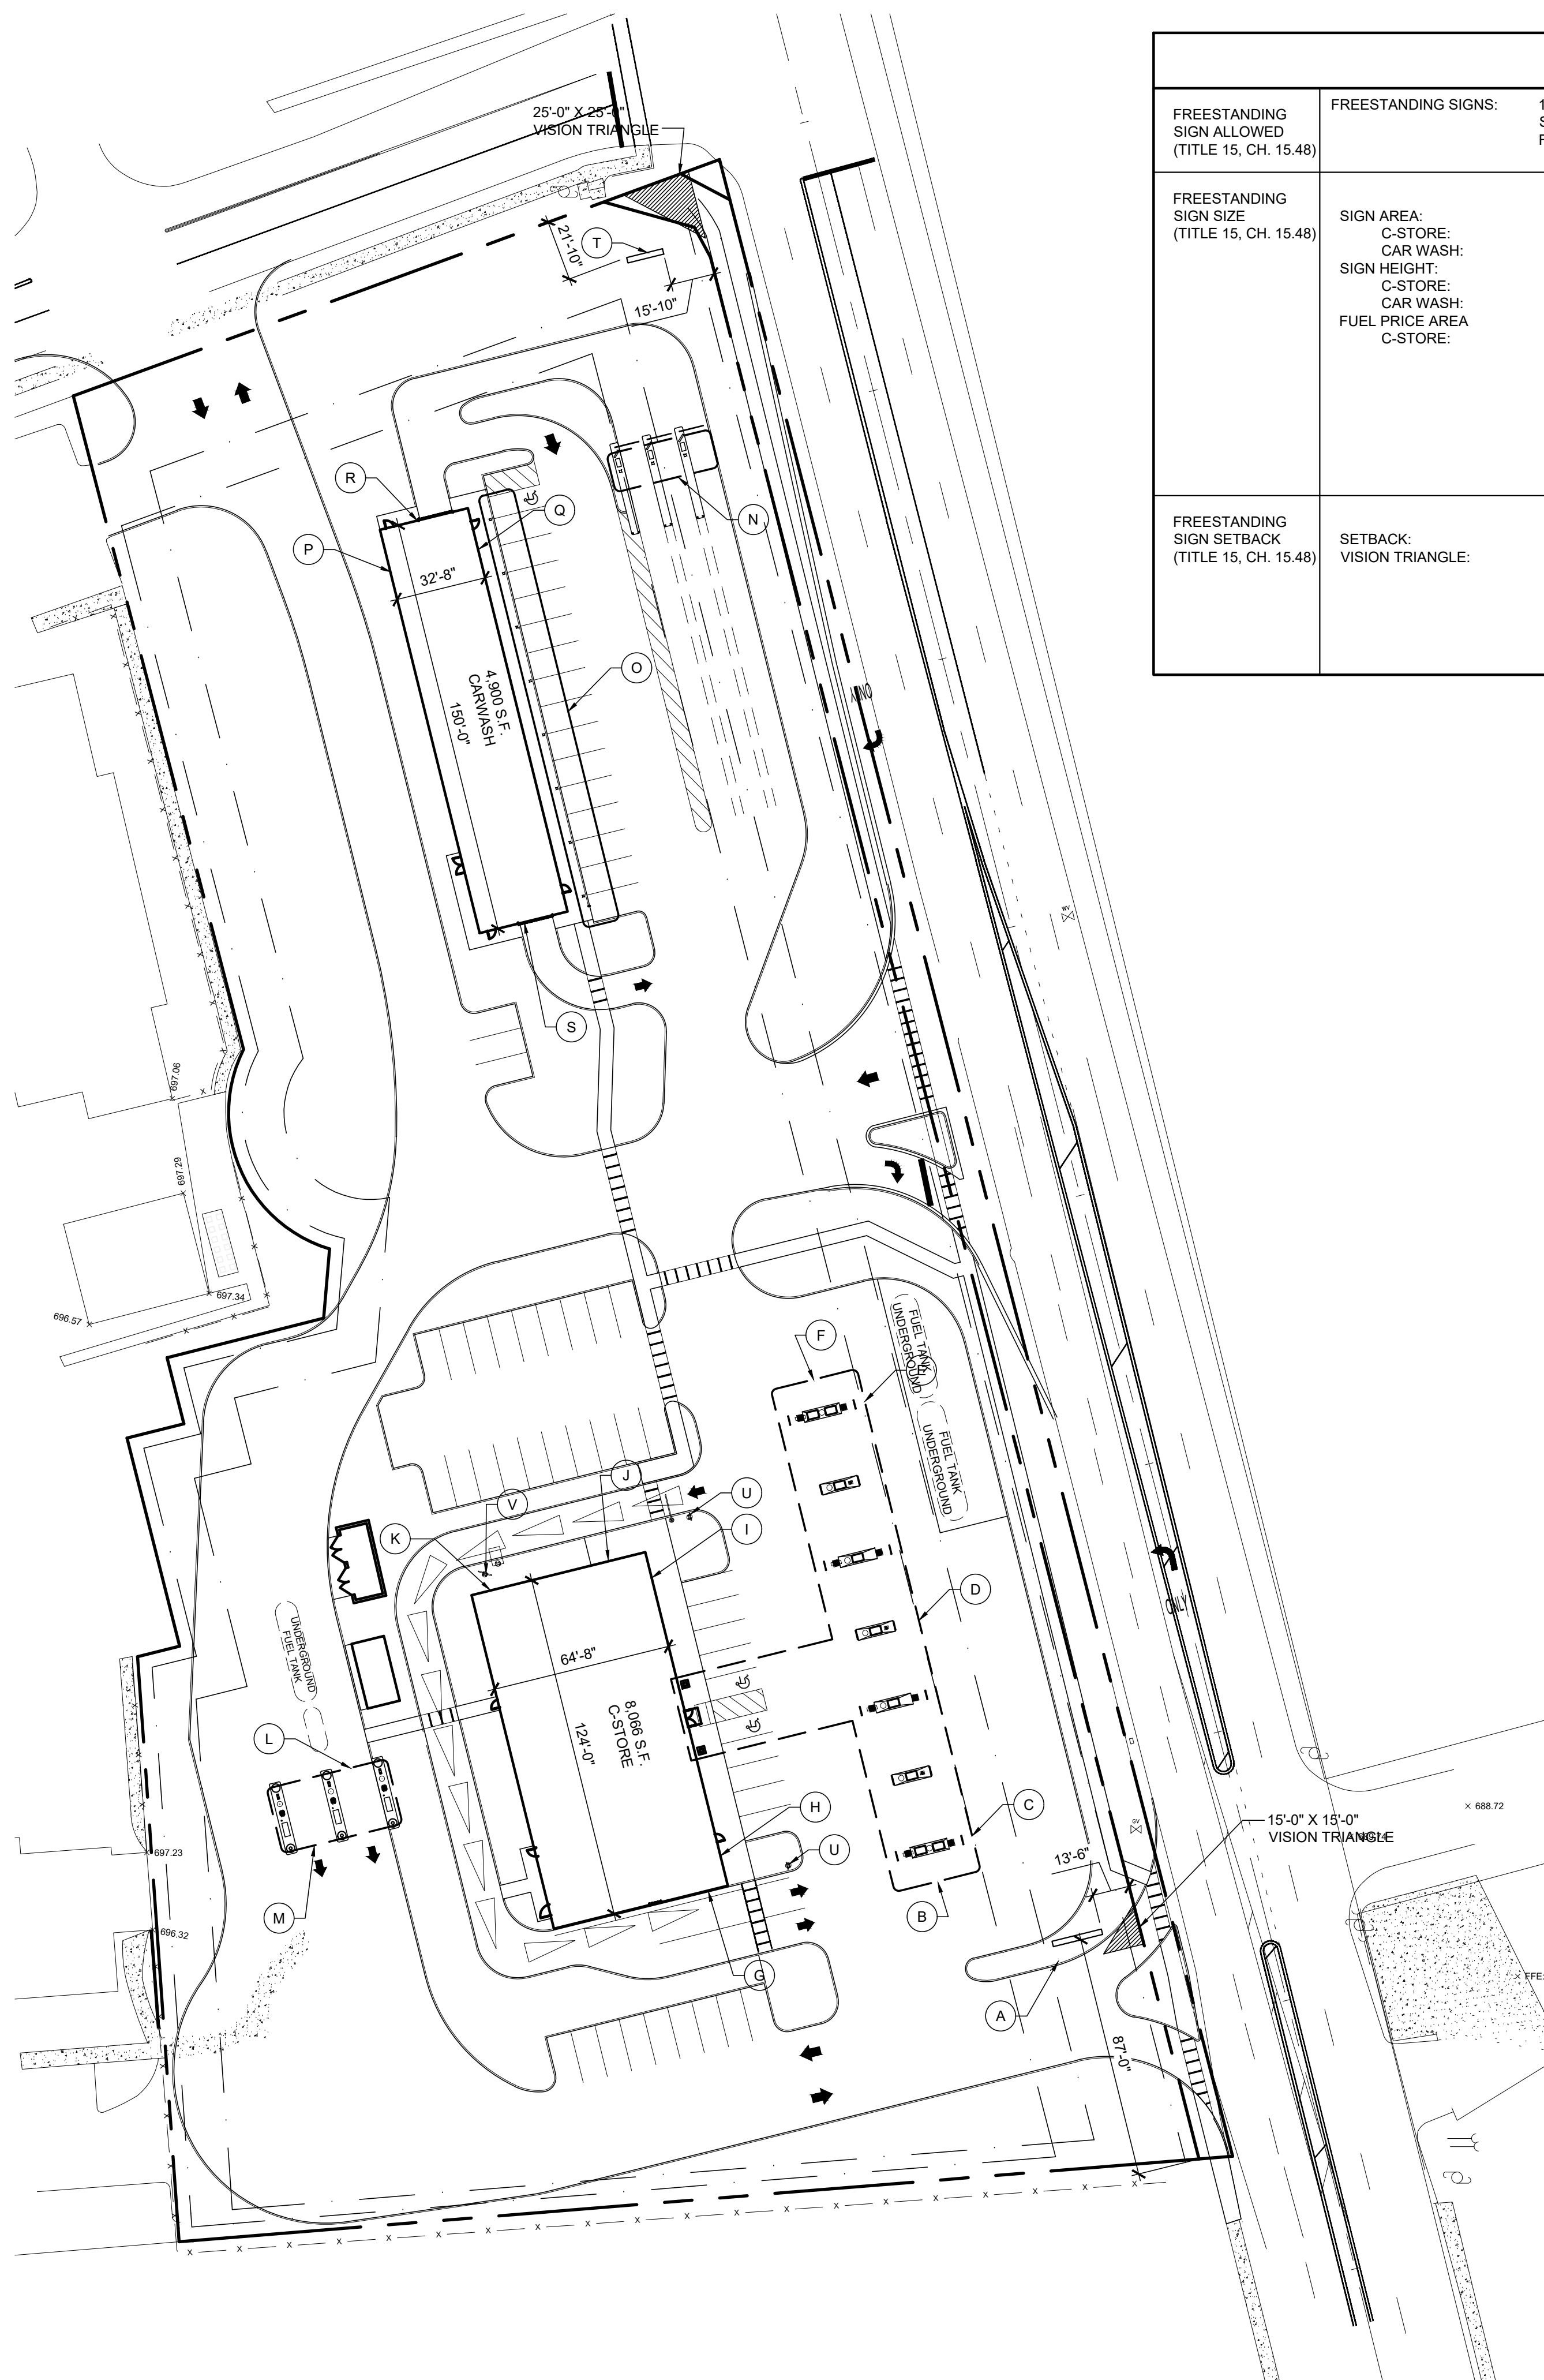 25'-0" X 25'-0"
VISION TRIANGLE
T
21'-10"
15'-10"
R
Q
N
P
32'-8"
O
4,900 S.F.
CARWASH
150'-0"
S
ONLY
WV
697.06
697.29
697.34
696.57
F
E
UNDERGROUND
FUEL TANK
UNDERGROUND
FUEL TANK
J
V
U
K
I
D
ONLY
UNDERGROUND
FUEL TANK
64'-8"
8,066 S.F.
C-STORE
124'-0"
L
H
C
U
GV
15'-0" X 15'-0"
VISION TRIANGLE
688.72
697.23
13'-6"
M
B
696.32
G
A
FFE:
87'-0"
FREESTANDING
SIGN ALLOWED
(TITLE 15, CH. 15.48)
FREESTANDING SIGNS:
1
S
F
FREESTANDING
SIGN SIZE
(TITLE 15, CH. 15.48)
SIGN AREA:
C-STORE:
CAR WASH:
SIGN HEIGHT:
C-STORE:
CAR WASH:
FUEL PRICE AREA
C-STORE:
FREESTANDING
SIGN SETBACK
(TITLE 15, CH. 15.48)
SETBACK:
VISION TRIANGLE: